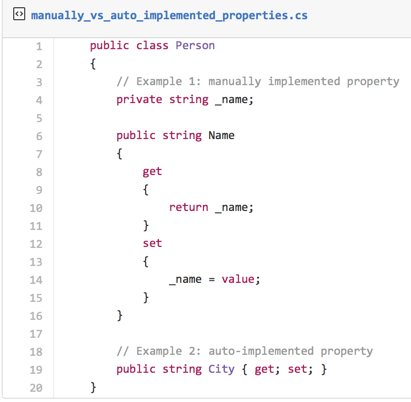 manually_vs_auto_implemented_properties.cs
1 public class Person
2 {
3 // Example 1: manually implemented property
4 private string _name;
5
6 public string Name
7 {
8 get
9 {
10 return _name;
11 }
12 set
13 {
14 _name = value;
15 }
16 }
17
18 // Example 2: auto-implemented property
19 public string City { get; set; }
20 }